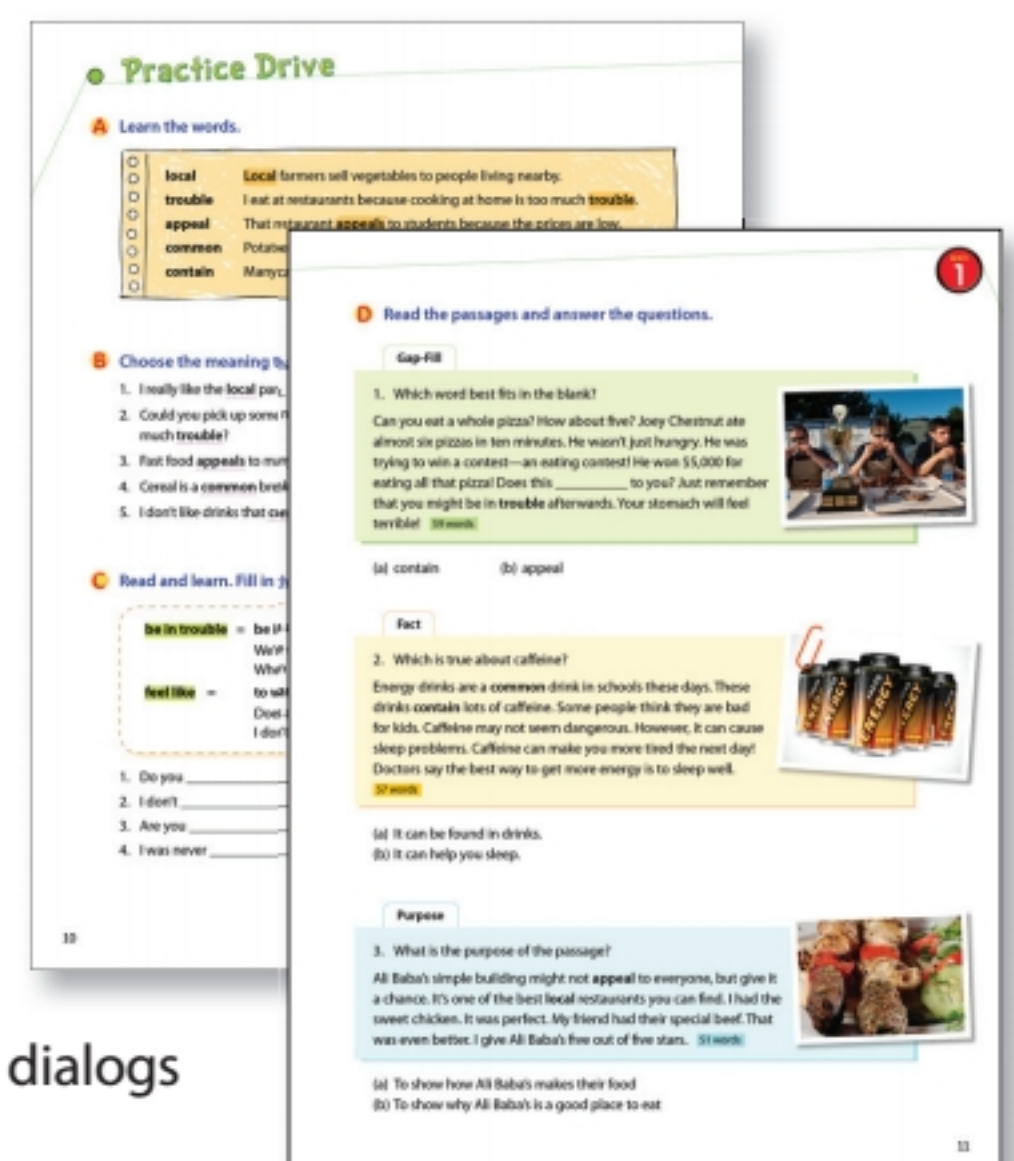 Practice Drive
A Learn the words.
local Local farmers sell vegetables to people living nearby.
trouble I eat at restaurants because cooking at home is too much trouble.
appeal That restaurant appeals to students because the prices are low.
common
contain
B Choose the meaning
1. I really like the local
2. Could you pick up some
much trouble?
3. Fast food appeals to
4. Cereal is a common
5. I don't like drinks that
C Read and learn. Fill in
be in trouble =
feel like =
1. Do you
2. I don't
3. Are you
4. I was never
10
1
D Read the passages and answer the questions.
Gap-Fill
1. Which word best fits in the blank?
Can you eat a whole pizza? How about five? Joey Chestnut ate
almost six pizzas in ten minutes. He wasn't just hungry. He was
trying to win a contest—an eating contest! He won $5,000 for
eating all that pizza! Does this __________ to you? Just remember
that you might be in trouble afterwards. Your stomach will feel
terrible! 59 words
(a) contain (b) appeal
Fact
2. Which is true about caffeine?
Energy drinks are a common drink in schools these days. These
drinks contain lots of caffeine. Some people think they are bad
for kids. Caffeine may not seem dangerous. However, it can cause
sleep problems. Caffeine can make you more tired the next day!
Doctors say the best way to get more energy is to sleep well.
57 words
ENERGY
(a) It can be found in drinks.
(b) It can help you sleep.
Purpose
3. What is the purpose of the passage?
Ali Baba's simple building might not appeal to everyone, but give it
a chance. It's one of the best local restaurants you can find. I had the
sweet chicken. It was perfect. My friend had their special beef. That
was even better. I give Ali Baba's five out of five stars. 51 words
(a) To show how Ali Baba's makes their food
(b) To show why Ali Baba's is a good place to eat
11
dialogs